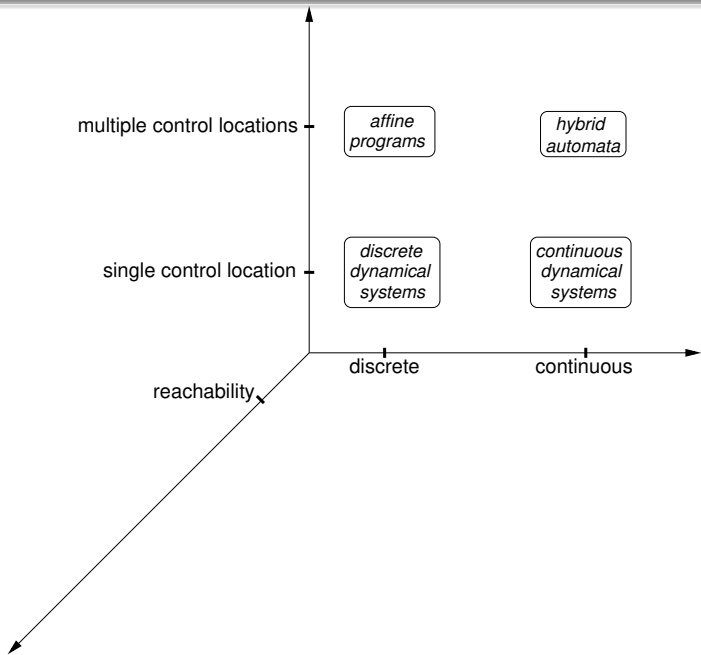 multiple control locations
affine
programs
hybrid
automata
single control location
discrete
dynamical
systems
continuous
dynamical
systems
discrete
continuous
reachability